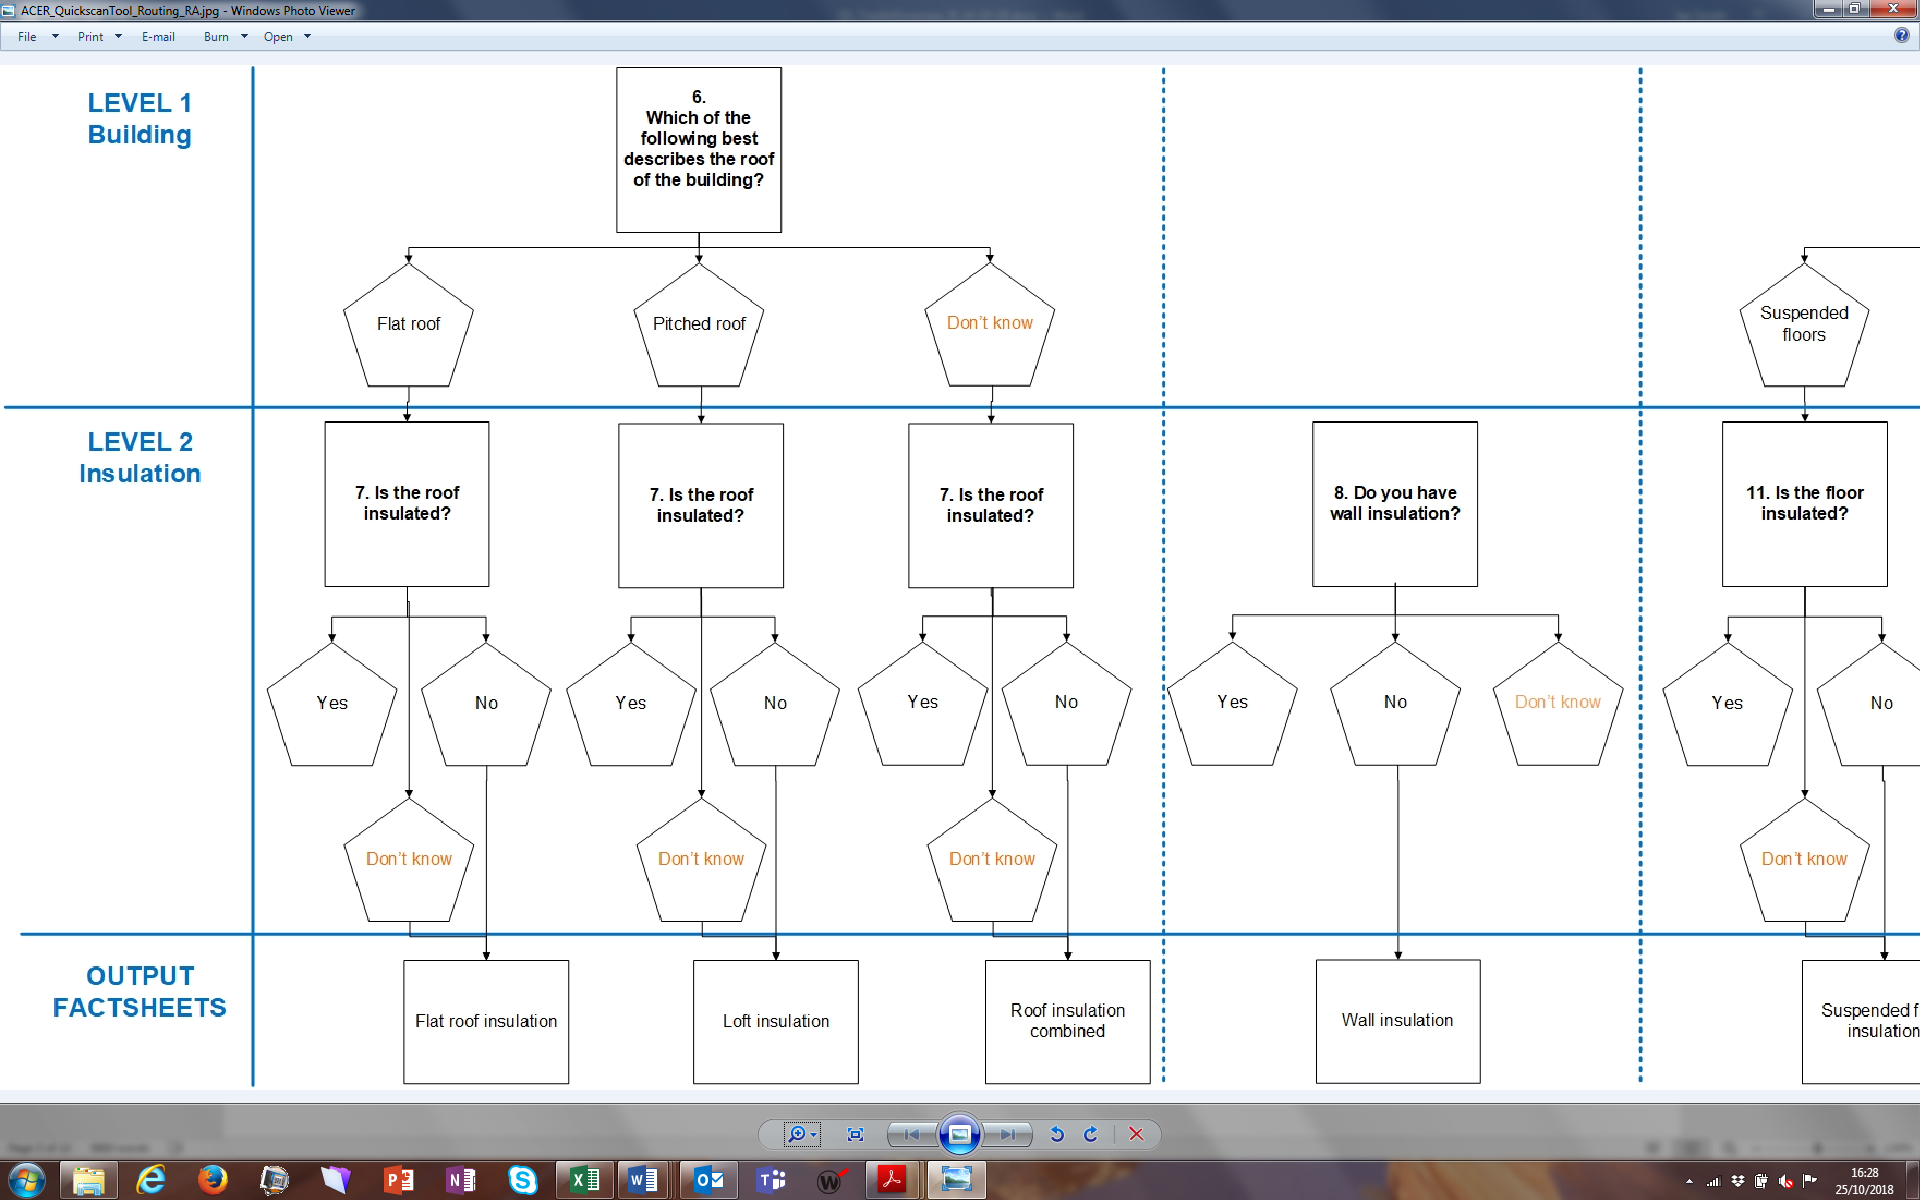 ACER_QuickscanTool_Routing_RA.jpg - Windows Photo Viewer
File Print E-mail Burn Open
LEVEL 1
Building
6.
Which of the
following best
describes the roof
of the building?
Flat roof
Pitched roof
Don't know
Suspended
floors
LEVEL 2
Insulation
7. Is the roof
insulated?
7. Is the roof
insulated?
7. Is the roof
insulated?
8. Do you have
wall insulation?
11. Is the floor
insulated?
Yes
No
Yes
No
Yes
No
Yes
No
Don't know
Yes
No
Don't know
Don't know
Don't know
Don't know
OUTPUT
FACTSHEETS
Flat roof insulation
Loft insulation
Roof insulation
combined
Wall insulation
Suspended f
insulation
16:28
25/10/2018